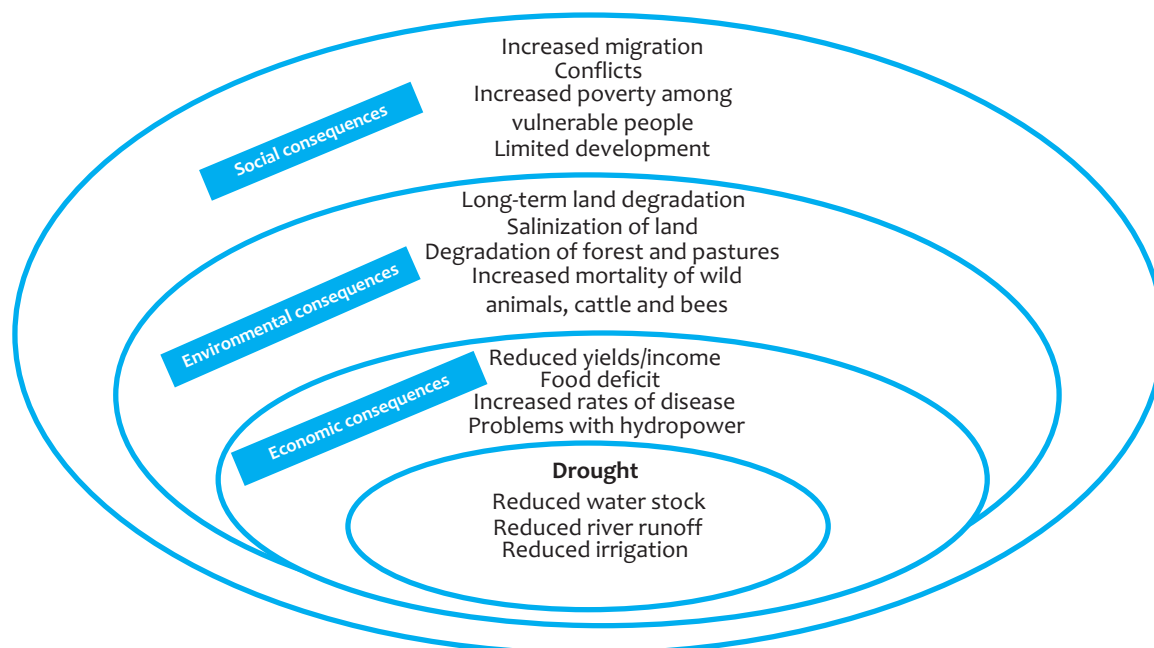 Increased migration
Conflicts
Increased poverty among
vulnerable people
Limited development
Social consequences
Long-term land degradation
Salinization of land
Degradation of forest and pastures
Increased mortality of wild
animals, cattle and bees
Environmental consequences
Reduced yields/income
Food deficit
Increased rates of disease
Problems with hydropower
Economic consequences
Drought
Reduced water stock
Reduced river runoff
Reduced irrigation